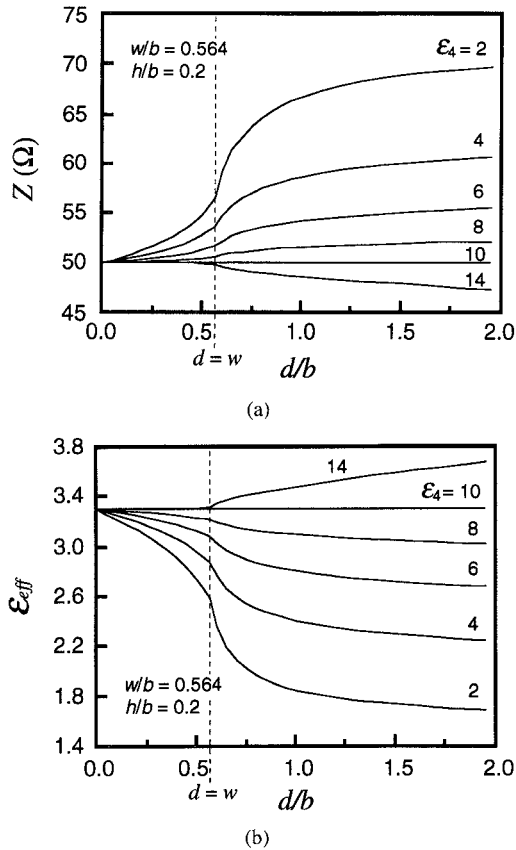 75
w/b = 0.564
h/b = 0.2
ε4 = 2
70
65
4
60
Z (Ω)
6
55
8
50
10
14
45
0.0 0.5 1.0 1.5 2.0
d = w
d/b
(a)
3.8
14
3.4
ε4 = 10
3.0
8
6
εeff
2.6
4
2.2
w/b = 0.564
h/b = 0.2
1.8
2
1.4
0.0 0.5 1.0 1.5 2.0
d = w
d/b
(b)